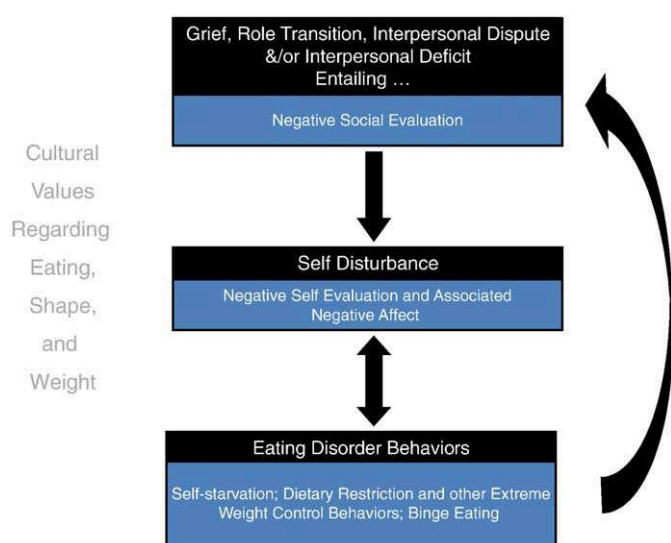 Grief, Role Transition, Interpersonal Dispute
&/or Interpersonal Deficit
Entailing ...
Negative Social Evaluation
Cultural
Values
Regarding
Eating,
Shape,
and
Weight
Self Disturbance
Negative Self Evaluation and Associated
Negative Affect
Eating Disorder Behaviors
Self-starvation; Dietary Restriction and other Extreme
Weight Control Behaviors; Binge Eating